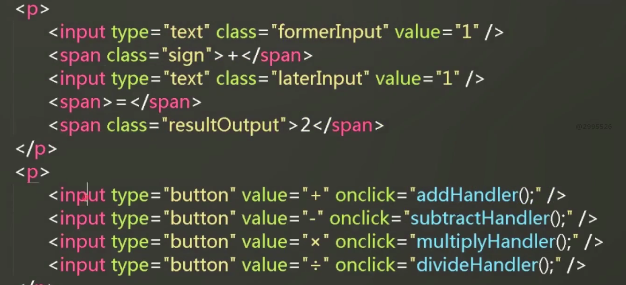 <p>
<input type="text" class="formerInput" value="1" />
<span class="sign">+</span>
<input type="text" class="laterInput" value="1" />
<span>=</span>
<span class="resultOutput">2</span>
</p>
<p>
<input type="button" value="+" onclick="addHandler();" />
<input type="button" value="-" onclick="subtractHandler();" />
<input type="button" value="×" onclick="multiplyHandler();" />
<input type="button" value="÷" onclick="divideHandler();" />